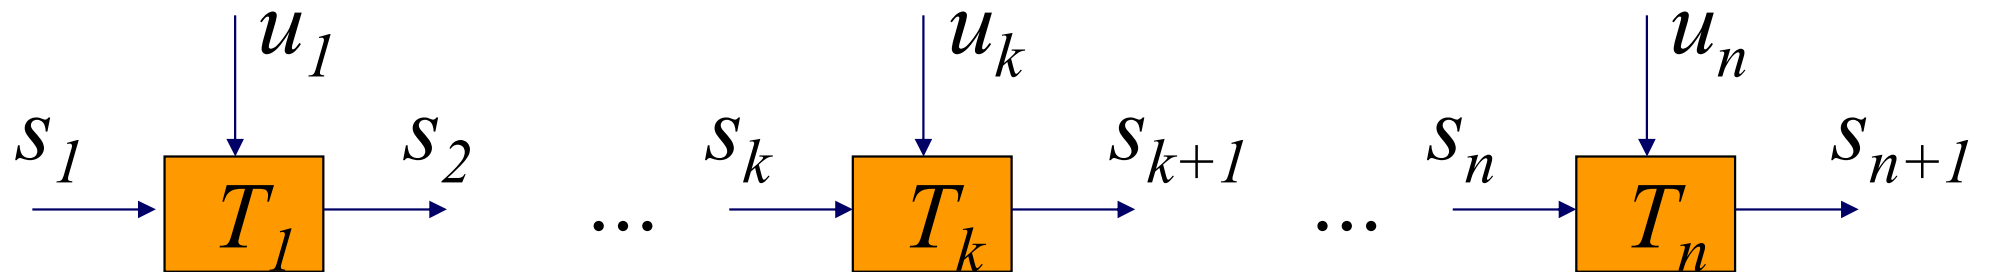 u₁ uₖ uₙ
s₁ s₂ sₖ sₖ₊₁ sₙ sₙ₊₁
T₁ ... Tₖ ... Tₙ